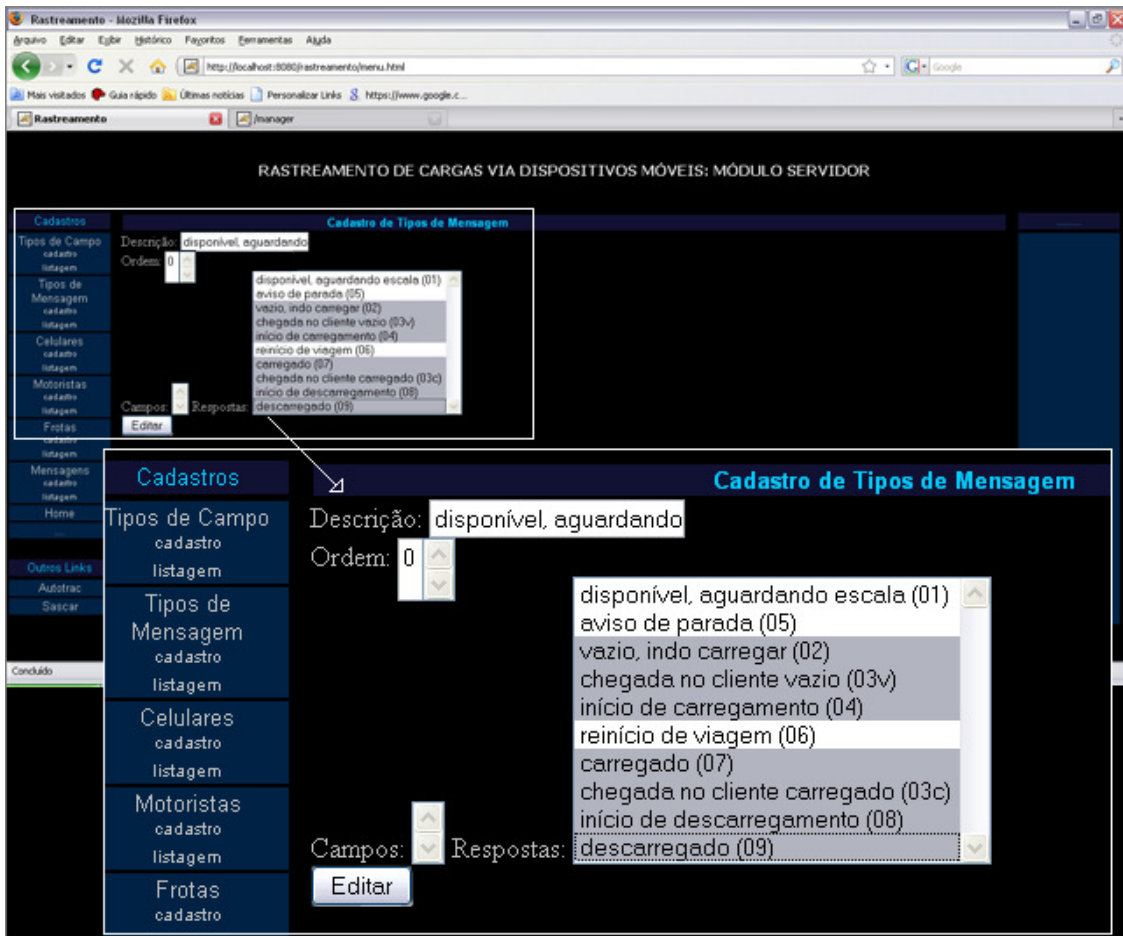 Rastreamento - Mozilla Firefox
Arquivo Editar Exibir Histórico Favoritos Ferramentas Ajuda
http://localhost:8080/rastreamento/menu.html
Google
Mais visitados Guia rápido Últimas notícias Personalizar Links https://www.google.c...
Rastreamento /manager
RASTREAMENTO DE CARGAS VIA DISPOSITIVOS MÓVEIS: MÓDULO SERVIDOR
Cadastros
Cadastro de Tipos de Mensagem
Tipos de Campo
cadastro
listagem
Tipos de
Mensagem
cadastro
listagem
Celulares
cadastro
listagem
Motoristas
cadastro
listagem
Frotas
cadastro
listagem
Mensagens
cadastro
listagem
Home
Outros Links
Autotrac
Sascar
Descrição: disponível, aguardando
Ordem: 0
disponível, aguardando escala (01)
aviso de parada (05)
vazio, indo carregar (02)
chegada no cliente vazio (03v)
início de carregamento (04)
reinício de viagem (06)
carregado (07)
chegada no cliente carregado (03c)
início de descarregamento (08)
Campos: Respostas: descarregado (09)
Editar
Concluído
Cadastros
Cadastro de Tipos de Mensagem
Tipos de Campo
cadastro
listagem
Tipos de
Mensagem
cadastro
listagem
Celulares
cadastro
listagem
Motoristas
cadastro
listagem
Frotas
cadastro
Descrição: disponível, aguardando
Ordem: 0
disponível, aguardando escala (01)
aviso de parada (05)
vazio, indo carregar (02)
chegada no cliente vazio (03v)
início de carregamento (04)
reinício de viagem (06)
carregado (07)
chegada no cliente carregado (03c)
início de descarregamento (08)
Campos: Respostas: descarregado (09)
Editar